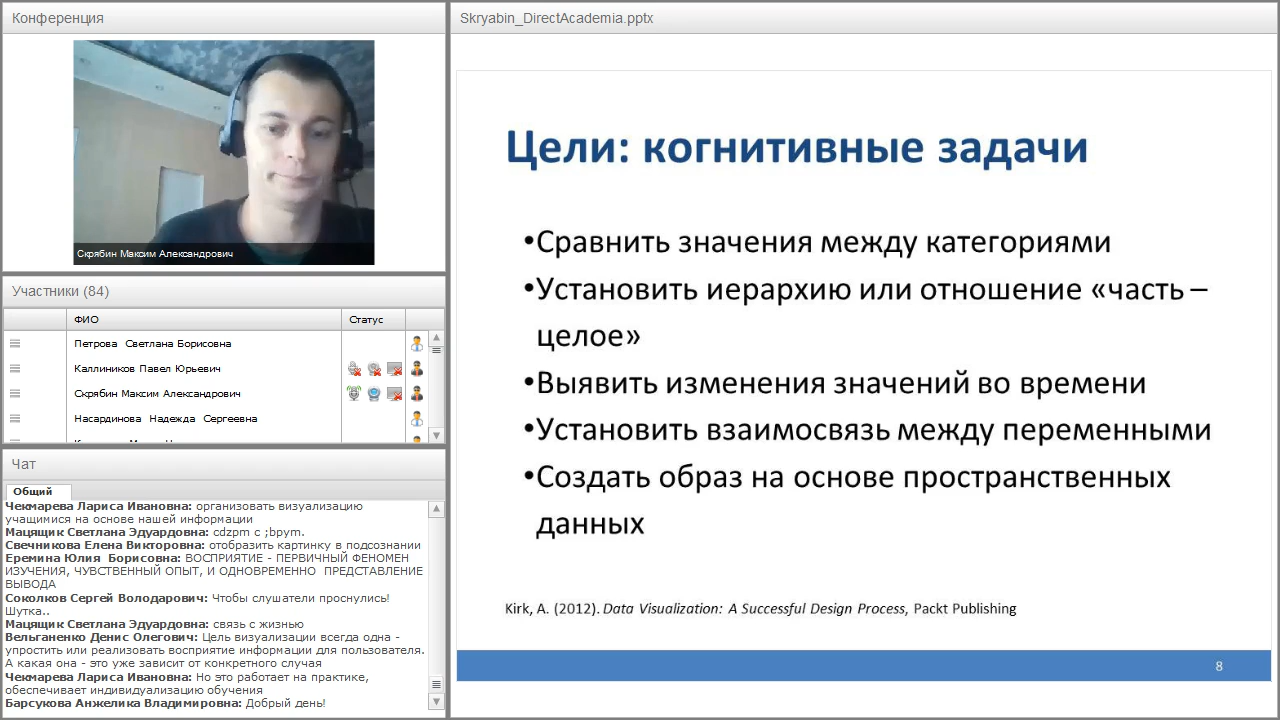 Конференция
Скрябин Максим Александрович
Участники (84)
ФИО
Статус
Петрова Светлана Борисовна
Каллиников Павел Юрьевич
Скрябин Максим Александрович
Насардинова Надежда Сергеевна
Чат
Общий
Чекмарева Лариса Ивановна: организовать визуализацию
учащимися на основе нашей информации
Мацящик Светлана Эдуардовна: cdzpm c ;bpym.
Свечникова Елена Викторовна: отобразить картинку в подсознании
Еремина Юлия Борисовна: ВОСПРИЯТИЕ - ПЕРВИЧНЫЙ ФЕНОМЕН
ИЗУЧЕНИЯ, ЧУВСТВЕННЫЙ ОПЫТ, И ОДНОВРЕМЕННО ПРЕДСТАВЛЕНИЕ
ВЫВОДА
Соколков Сергей Володарович: Чтобы слушатели проснулись!
Шутка..
Мацящик Светлана Эдуардовна: связь с жизнью
Вельганенко Денис Олегович: Цель визуализации всегда одна -
упростить или реализовать восприятие информации для пользователя.
А какая она - это уже зависит от конкретного случая
Чекмарева Лариса Ивановна: Но это работает на практике,
обеспечивает индивидуализацию обучения
Барсукова Анжелика Владимировна: Добрый день!
Skryabin_DirectAcademia.pptx
Цели: когнитивные задачи
•Сравнить значения между категориями
•Установить иерархию или отношение «часть –
целое»
•Выявить изменения значений во времени
•Установить взаимосвязь между переменными
•Создать образ на основе пространственных
данных
Kirk, A. (2012). Data Visualization: A Successful Design Process, Packt Publishing
8